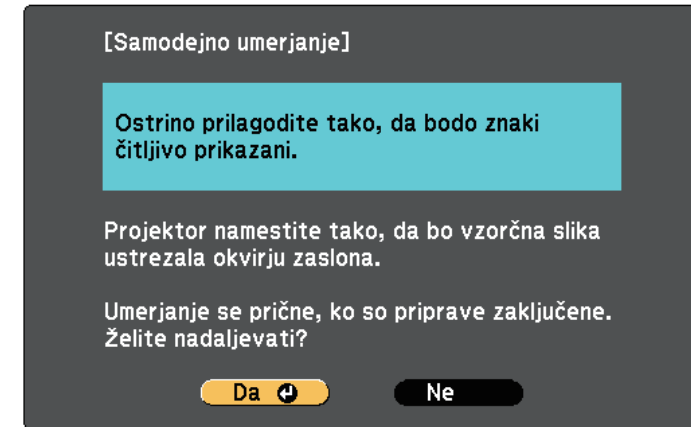 [Samodejno umerjanje]
Ostrino prilagodite tako, da bodo znaki
čitljivo prikazani.
Projektor namestite tako, da bo vzorčna slika
ustrezala okvirju zaslona.
Umerjanje se prične, ko so priprave zaključene.
Želite nadaljevati?
Da Ne